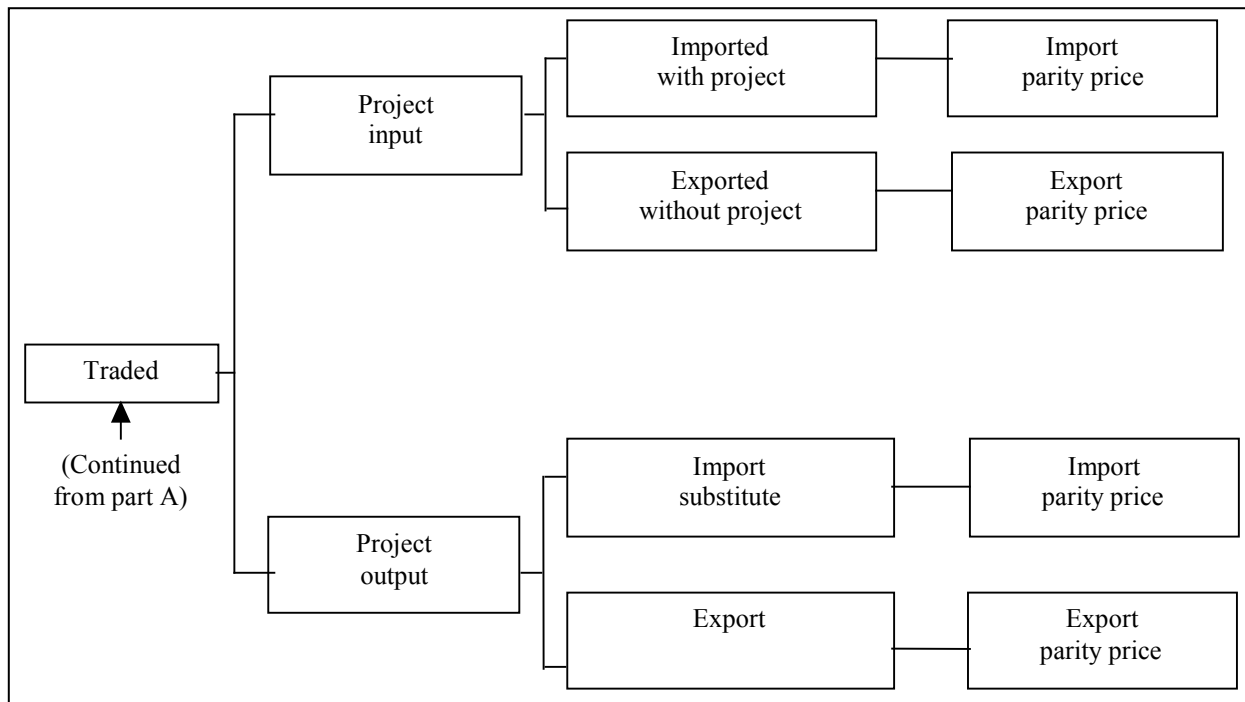 Imported
with project
Import
parity price
Project
input
Exported
without project
Export
parity price
Traded
(Continued
from part A)
Import
substitute
Import
parity price
Project
output
Export
Export
parity price